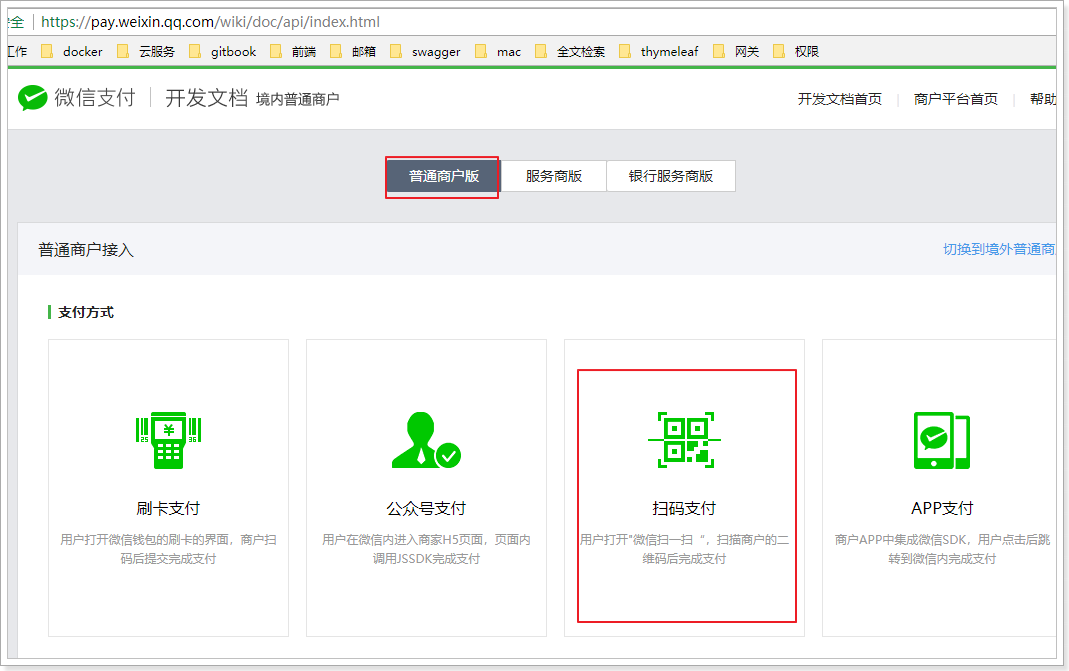 全 https://pay.weixin.qq.com/wiki/doc/api/index.html
工作 docker 云服务 gitbook 前端 邮箱 swagger mac 全文检索 thymeleaf 网关 权限
微信支付 开发文档 境内普通商户 开发文档首页 商户平台首页 帮助
普通商户版 服务商版 银行服务商版
普通商户接入 切换到境外普通商
支付方式
¥
25 36
刷卡支付 公众号支付 扫码支付 APP支付
用户打开微信钱包的刷卡的界面，商户扫
码后提交完成支付
用户在微信内进入商家H5页面，页面内
调用JSSDK完成支付
用户打开"微信扫一扫“，扫描商户的二
维码后完成支付
商户APP中集成微信SDK，用户点击后跳
转到微信内完成支付